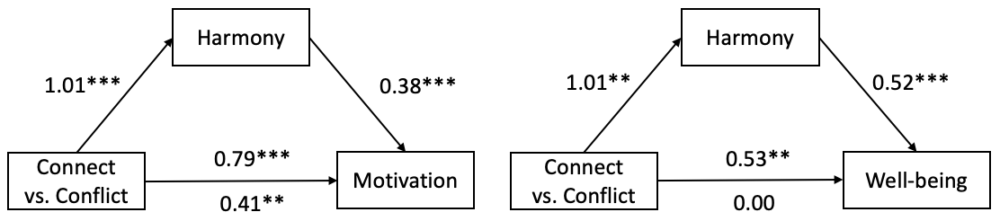 Harmony
1.01***
0.38***
Connect
vs. Conflict
0.79***
0.41**
Motivation
Harmony
1.01**
0.52***
Connect
vs. Conflict
0.53**
0.00
Well-being